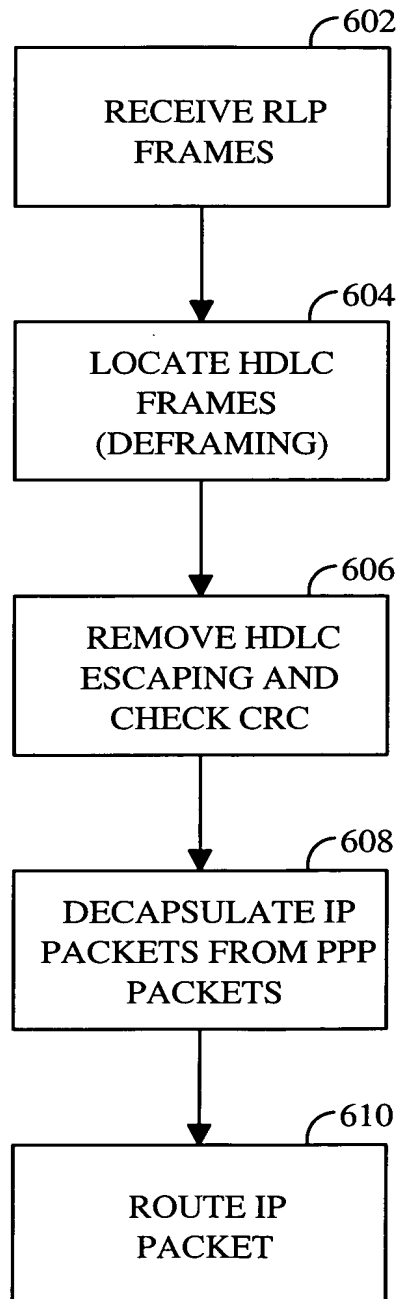 602
RECEIVE RLP
FRAMES
604
LOCATE HDLC
FRAMES
(DEFRAMING)
606
REMOVE HDLC
ESCAPING AND
CHECK CRC
608
DECAPSULATE IP
PACKETS FROM PPP
PACKETS
610
ROUTE IP
PACKET